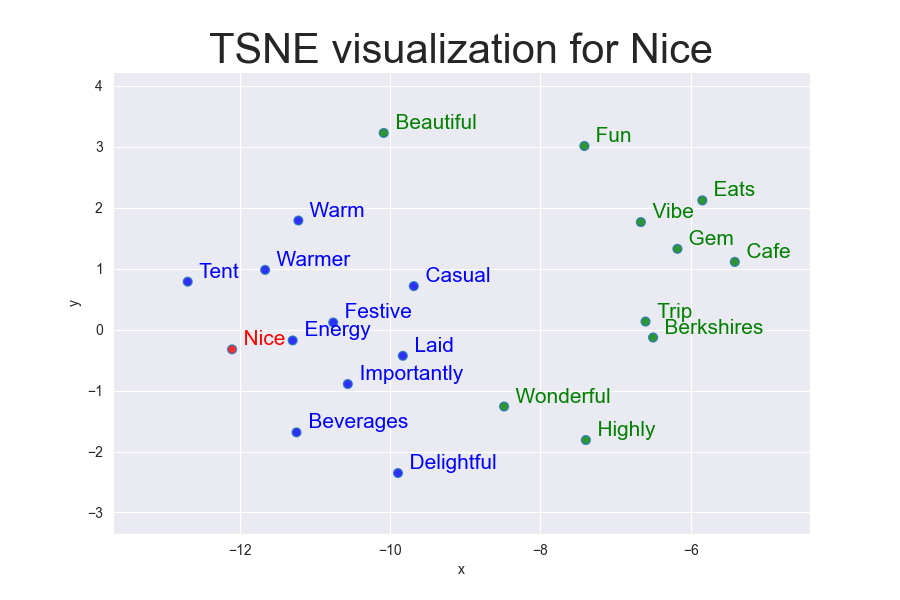 TSNE visualization for Nice
4
Beautiful
Fun
3
Eats
2
Warm
Vibe
Gem
Cafe
Warmer
1
Tent
Casual
Festive
Trip
0
Energy
Berkshires
Nice
Laid
Importantly
−1
Wonderful
Beverages
Highly
−2
Delightful
−3
−12 −10 −8 −6
x
y